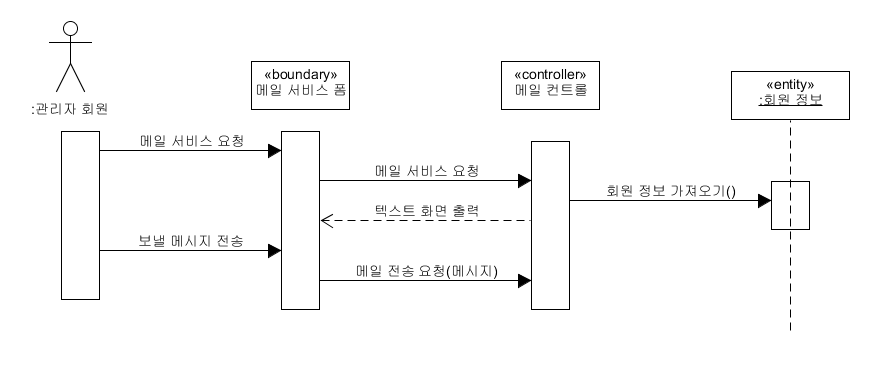 :관리자 회원
«boundary»
메일 서비스 폼
«controller»
메일 컨트롤
«entity»
:회원 정보
메일 서비스 요청
메일 서비스 요청
회원 정보 가져오기()
텍스트 화면 출력
보낼 메시지 전송
메일 전송 요청(메시지)